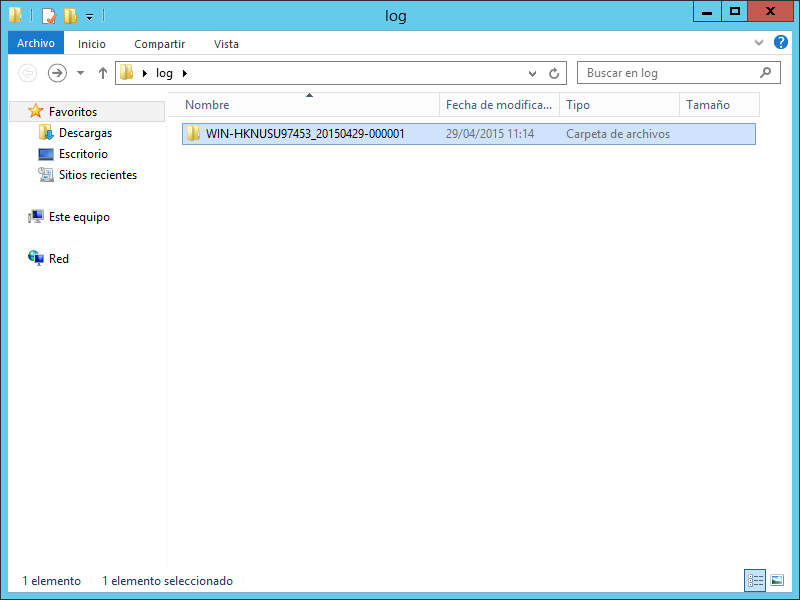 log
Archivo Inicio Compartir Vista
log Buscar en log
Nombre Fecha de modifica... Tipo Tamaño
Favoritos
WIN-HKNUSU97453_20150429-000001 29/04/2015 11:14 Carpeta de archivos
Descargas
Escritorio
Sitios recientes
Este equipo
Red
1 elemento 1 elemento seleccionado